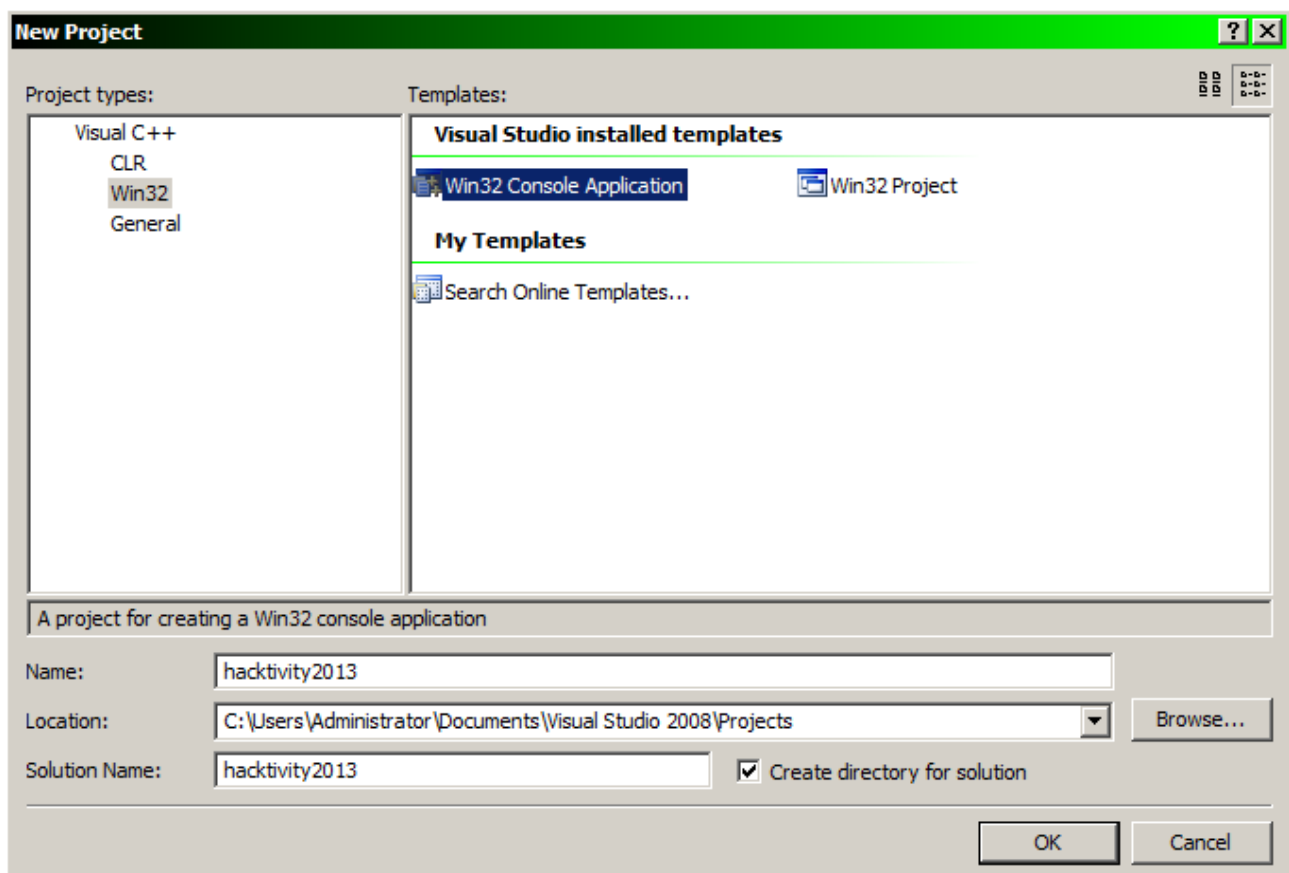 New Project
Project types:
Templates:
Visual C++
CLR
Win32
General
Visual Studio installed templates
Win32 Console Application
Win32 Project
My Templates
Search Online Templates...
A project for creating a Win32 console application
Name:
hacktivity2013
Location:
C:\Users\Administrator\Documents\Visual Studio 2008\Projects
Browse...
Solution Name:
hacktivity2013
Create directory for solution
OK
Cancel